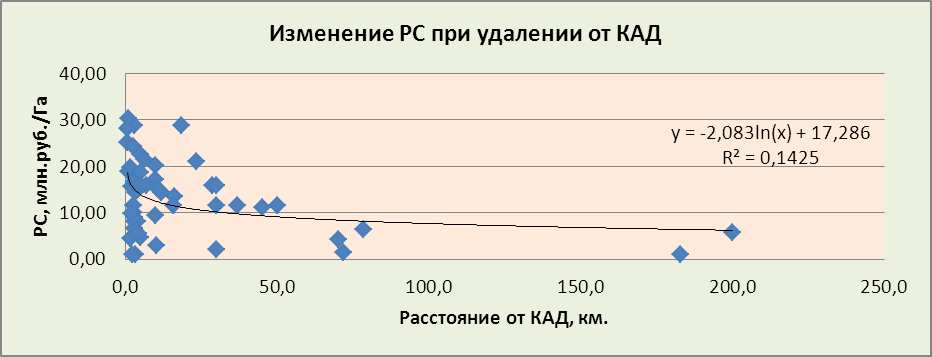 Изменение РС при удалении от КАД
РС, млн.руб./Га
40,00
30,00
20,00
10,00
0,00
y = -2,083ln(x) + 17,286
R² = 0,1425
0,0 50,0 100,0 150,0 200,0 250,0
Расстояние от КАД, км.